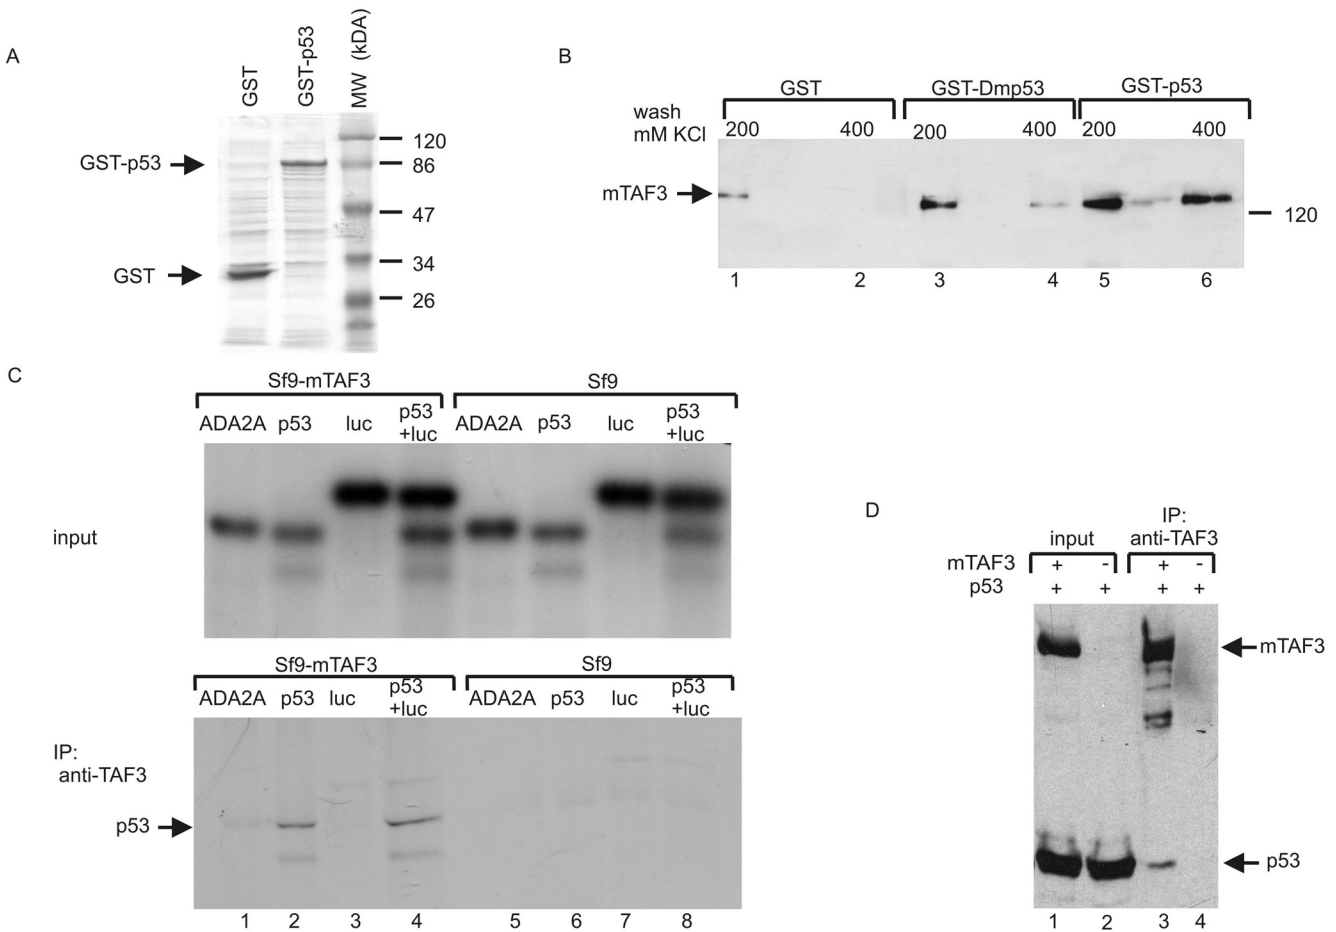 A
GST
GST-p53
MW (kDA)
GST-p53
GST
120
86
47
34
26
B
GST GST-Dmp53 GST-p53
wash
mM KCl 200 400 200 400 200 400
mTAF3
120
1 2 3 4 5 6
C
Sf9-mTAF3 Sf9
ADA2A p53 luc p53 +luc ADA2A p53 luc p53 +luc
input
Sf9-mTAF3 Sf9
ADA2A p53 luc p53 +luc ADA2A p53 luc p53 +luc
IP:
anti-TAF3
p53
1 2 3 4 5 6 7 8
D
IP:
input anti-TAF3
mTAF3 + - + -
p53 + + + +
mTAF3
p53
1 2 3 4